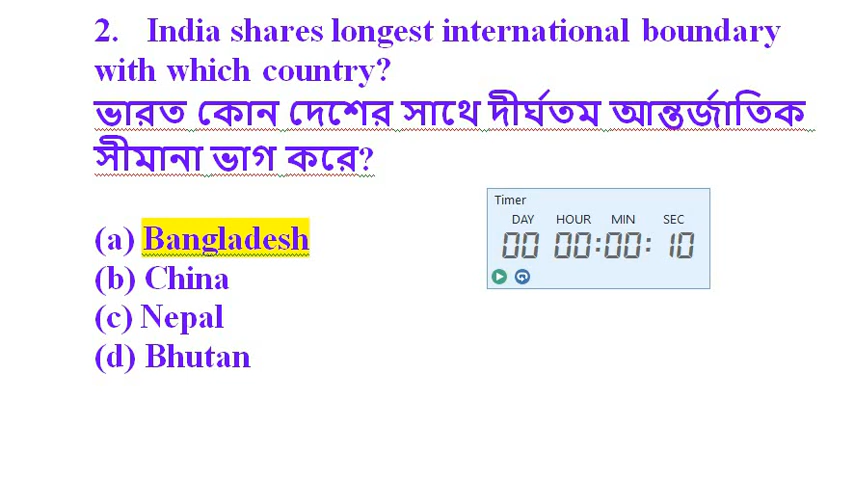 2. India shares longest international boundary
with which country?
ভারত কোন দেশের সাথে দীর্ঘতম আন্তর্জাতিক
সীমানা ভাগ করে?
(a) Bangladesh
(b) China
(c) Nepal
(d) Bhutan
Timer
DAY HOUR MIN SEC
00 00:00: 10